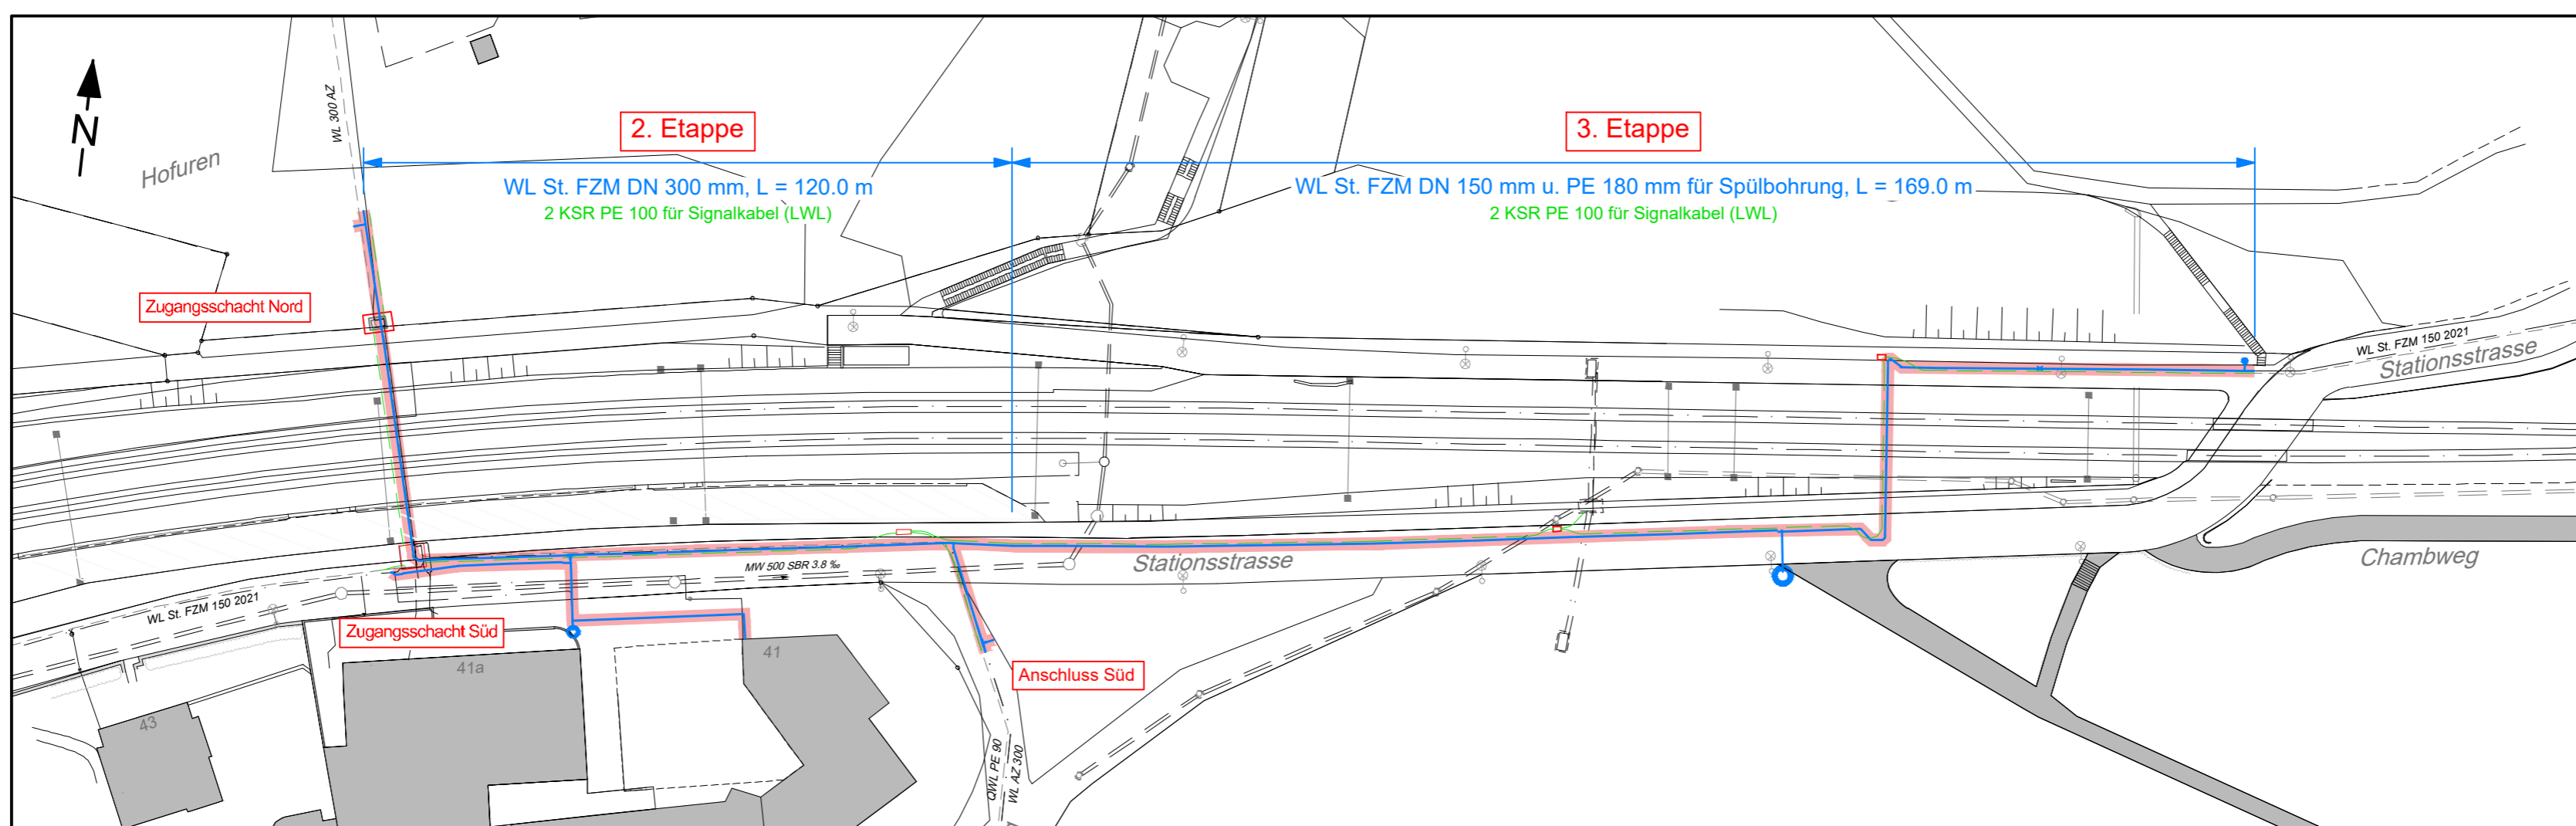 N
Hofuren
WL 300 AZ
2. Etappe
3. Etappe
WL St. FZM DN 300 mm, L = 120.0 m
2 KSR PE 100 für Signalkabel (LWL)
WL St. FZM DN 150 mm u. PE 180 mm für Spülbohrung, L = 169.0 m
2 KSR PE 100 für Signalkabel (LWL)
Zugangsschacht Nord
WL St. FZM 150 2021
Stationsstrasse
MW 500 SBR 3.8 ‰
Stationsstrasse
Chambweg
WL St. FZM 150 2021
Zugangsschacht Süd
41a
41
43
Anschluss Süd
QWL PE 90
WL AZ 300